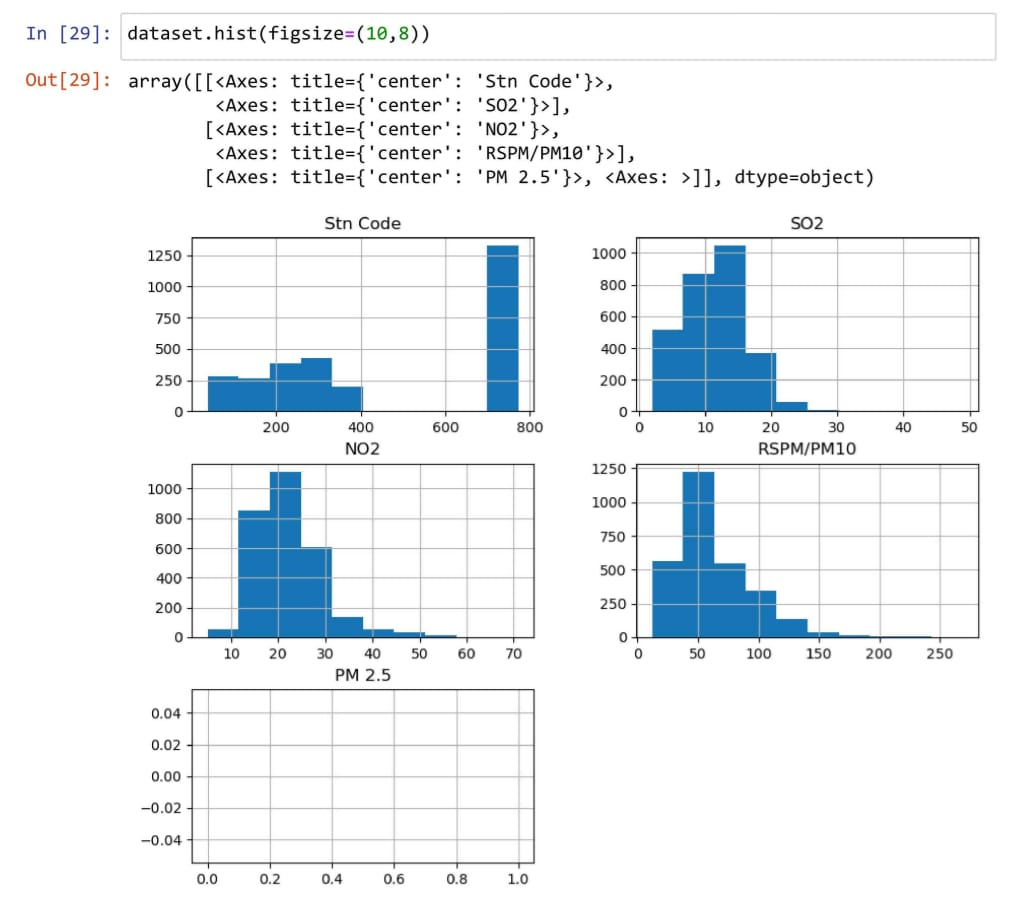 In [29]: dataset.hist(figsize=(10,8))
Out[29]: array([[<Axes: title={'center': 'Stn Code'}>,
<Axes: title={'center': 'SO2'}>],
[<Axes: title={'center': 'NO2'}>,
<Axes: title={'center': 'RSPM/PM10'}>],
[<Axes: title={'center': 'PM 2.5'}>, <Axes: >]], dtype=object)
Stn Code
1250
1000
750
500
250
0
200 400 600 800
SO2
1000
800
600
400
200
0
0 10 20 30 40 50
NO2
1000
800
600
400
200
0
10 20 30 40 50 60 70
RSPM/PM10
1250
1000
750
500
250
0
0 50 100 150 200 250
PM 2.5
0.04
0.02
0.00
−0.02
−0.04
0.0 0.2 0.4 0.6 0.8 1.0